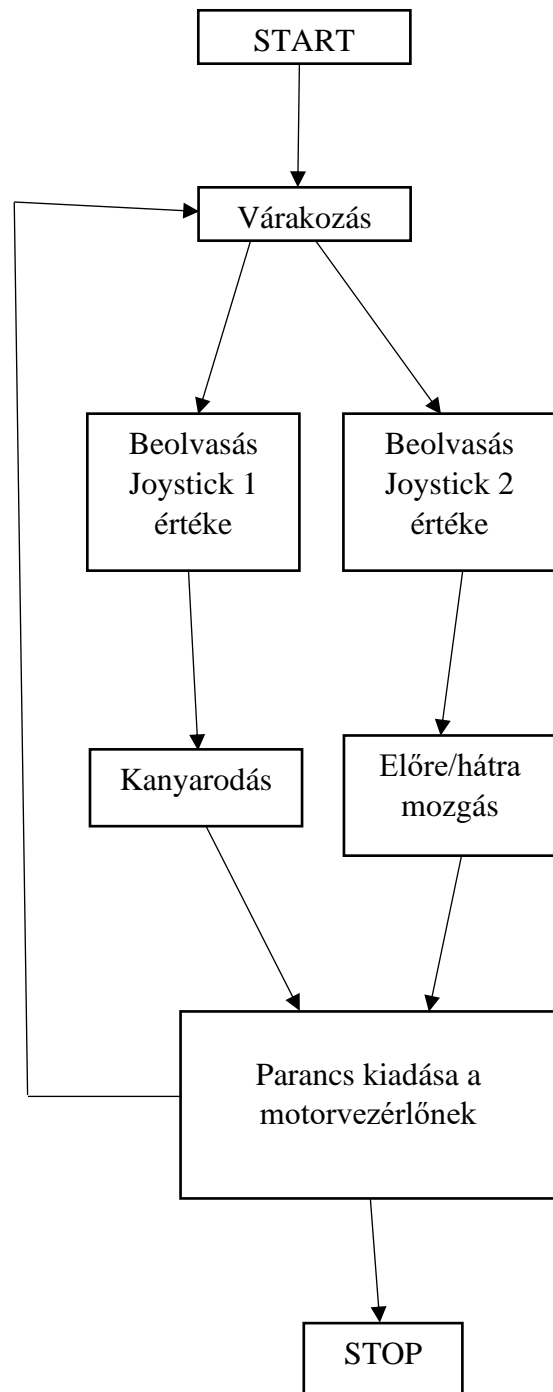 START
Várakozás
Beolvasás
Joystick 1
értéke
Beolvasás
Joystick 2
értéke
Kanyarodás
Előre/hátra
mozgás
Parancs kiadása a
motorvezérlőnek
STOP